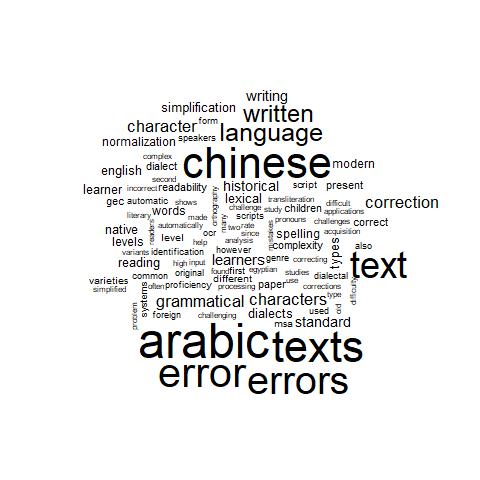 writing
simplification written
character form language
normalization speakers
complex chinese modern
english dialect
second
learner incorrect readability historical script present
gec automatic shows orthography lexical transliteration difficult correction
literary words made many challenge study children applications
native readers automatically two rate scripts mistakes pronouns challenges correct
levels level help since spelling types acquisition
variants identification however analysis complexity also
reading high input learners genre correcting text
varieties common original found first egyptian studies dialectal
simplified systems often proficiency different processing paper use corrections difficulty
grammatical characters type
problem foreign challenging dialects msa standard old used
arabic texts
error errors